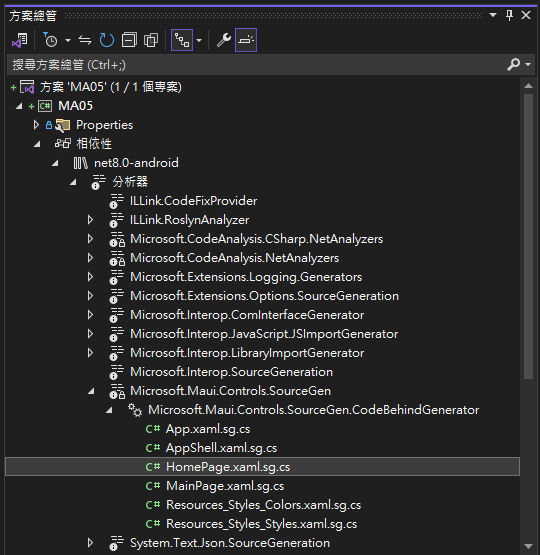 方案總管
搜尋方案總管 (Ctrl+;)
方案 'MA05' (1 / 1 個專案)
MA05
Properties
相依性
net8.0-android
分析器
ILLink.CodeFixProvider
ILLink.RoslynAnalyzer
Microsoft.CodeAnalysis.CSharp.NetAnalyzers
Microsoft.CodeAnalysis.NetAnalyzers
Microsoft.Extensions.Logging.Generators
Microsoft.Extensions.Options.SourceGeneration
Microsoft.Interop.ComInterfaceGenerator
Microsoft.Interop.JavaScript.JSImportGenerator
Microsoft.Interop.LibraryImportGenerator
Microsoft.Interop.SourceGeneration
Microsoft.Maui.Controls.SourceGen
Microsoft.Maui.Controls.SourceGen.CodeBehindGenerator
C# App.xaml.sg.cs
C# AppShell.xaml.sg.cs
C# HomePage.xaml.sg.cs
C# MainPage.xaml.sg.cs
C# Resources_Styles_Colors.xaml.sg.cs
C# Resources_Styles_Styles.xaml.sg.cs
System.Text.Json.SourceGeneration